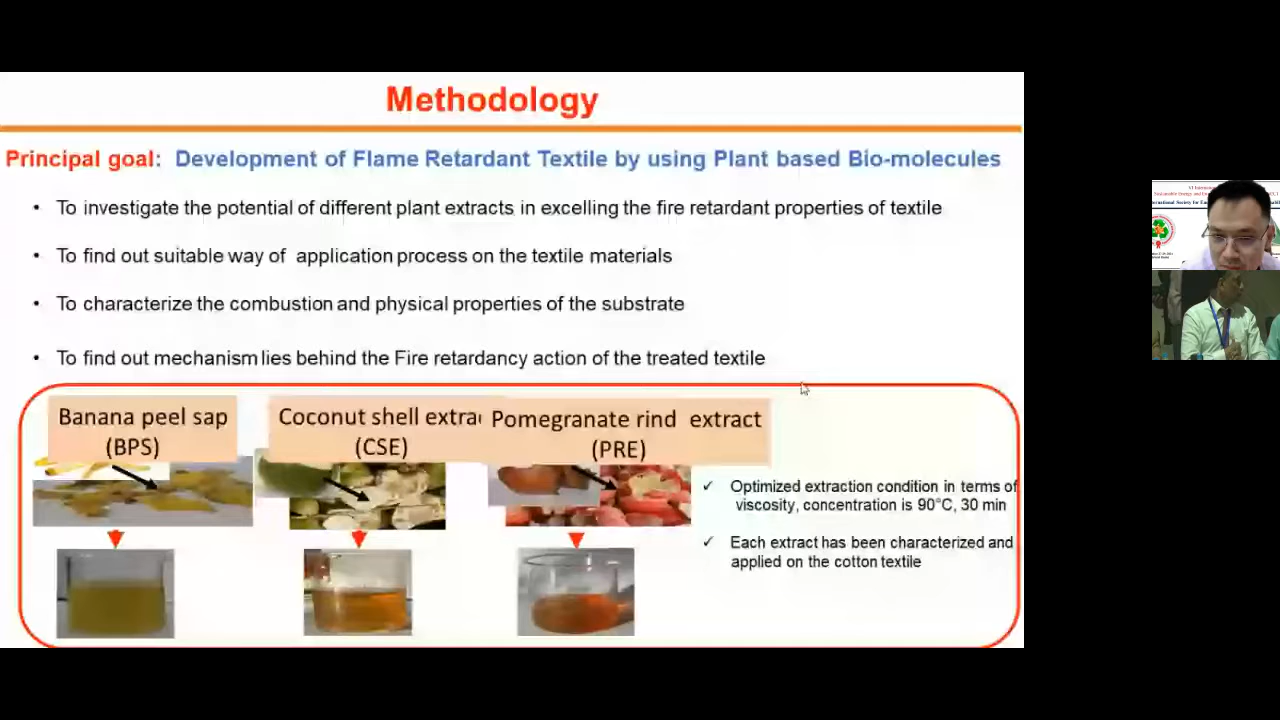 Methodology
Principal goal: Development of Flame Retardant Textile by using Plant based Bio-molecules
• To investigate the potential of different plant extracts in excelling the fire retardant properties of textile
• To find out suitable way of application process on the textile materials
• To characterize the combustion and physical properties of the substrate
• To find out mechanism lies behind the Fire retardancy action of the treated textile
Banana peel sap
(BPS)
Coconut shell extra
(CSE)
Pomegranate rind extract
(PRE)
✓ Optimized extraction condition in terms of
viscosity, concentration is 90°C, 30 min
✓ Each extract has been characterized and
applied on the cotton textile